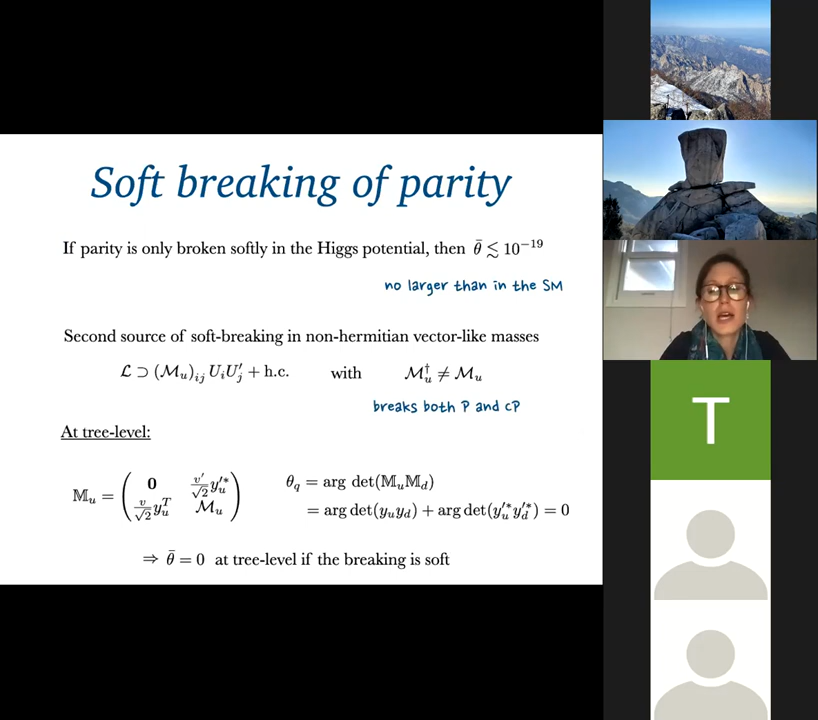 Soft breaking of parity
If parity is only broken softly in the Higgs potential, then θ̄ ≲ 10⁻¹⁹
no larger than in the SM
Second source of soft-breaking in non-hermitian vector-like masses
ℒ ⊃ (ℳ_u)_{ij} U_i U′_j + h.c. with ℳ_u^† ≠ ℳ_u
breaks both P and CP
At tree-level:
𝕄_u = ( 0 v′/√2 y′*_u ; v/√2 y_u^T ℳ_u ) θ_q = arg det(𝕄_u 𝕄_d)
= arg det(y_u y_d) + arg det(y′*_u y′*_d) = 0
⇒ θ̄ = 0 at tree-level if the breaking is soft
T